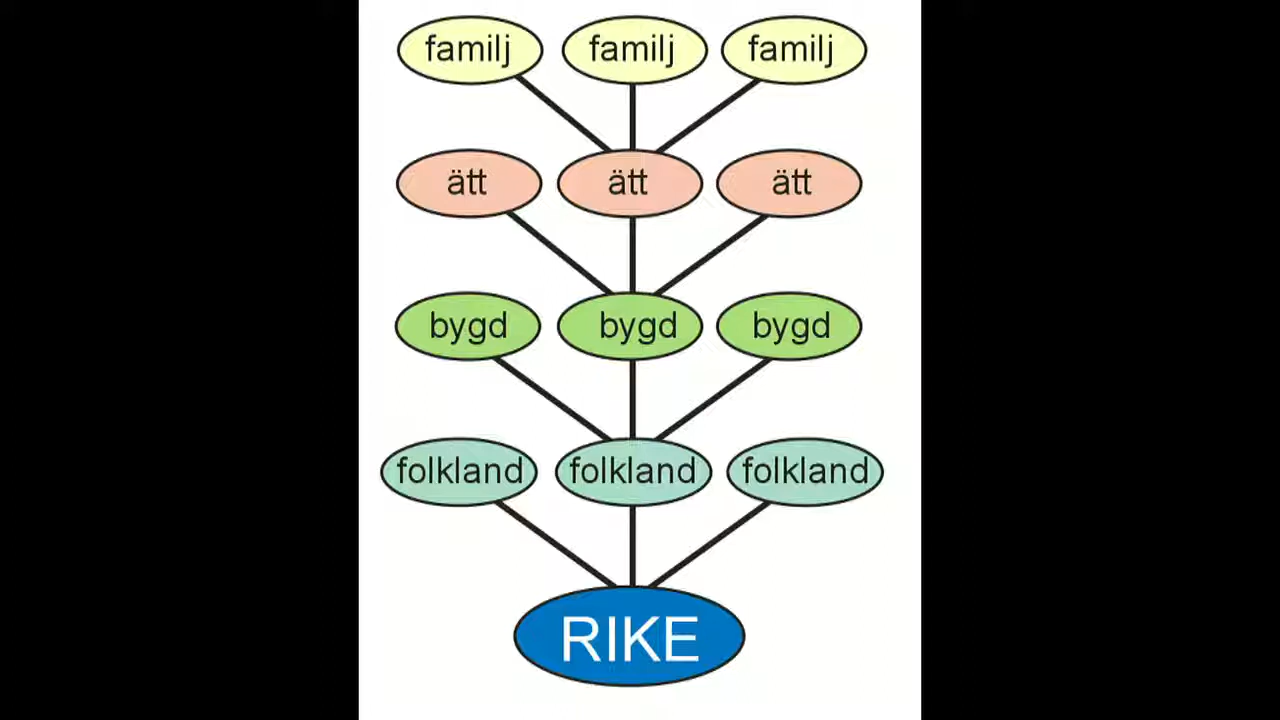 familj familj familj
ätt ätt ätt
bygd bygd bygd
folkland folkland folkland
RIKE